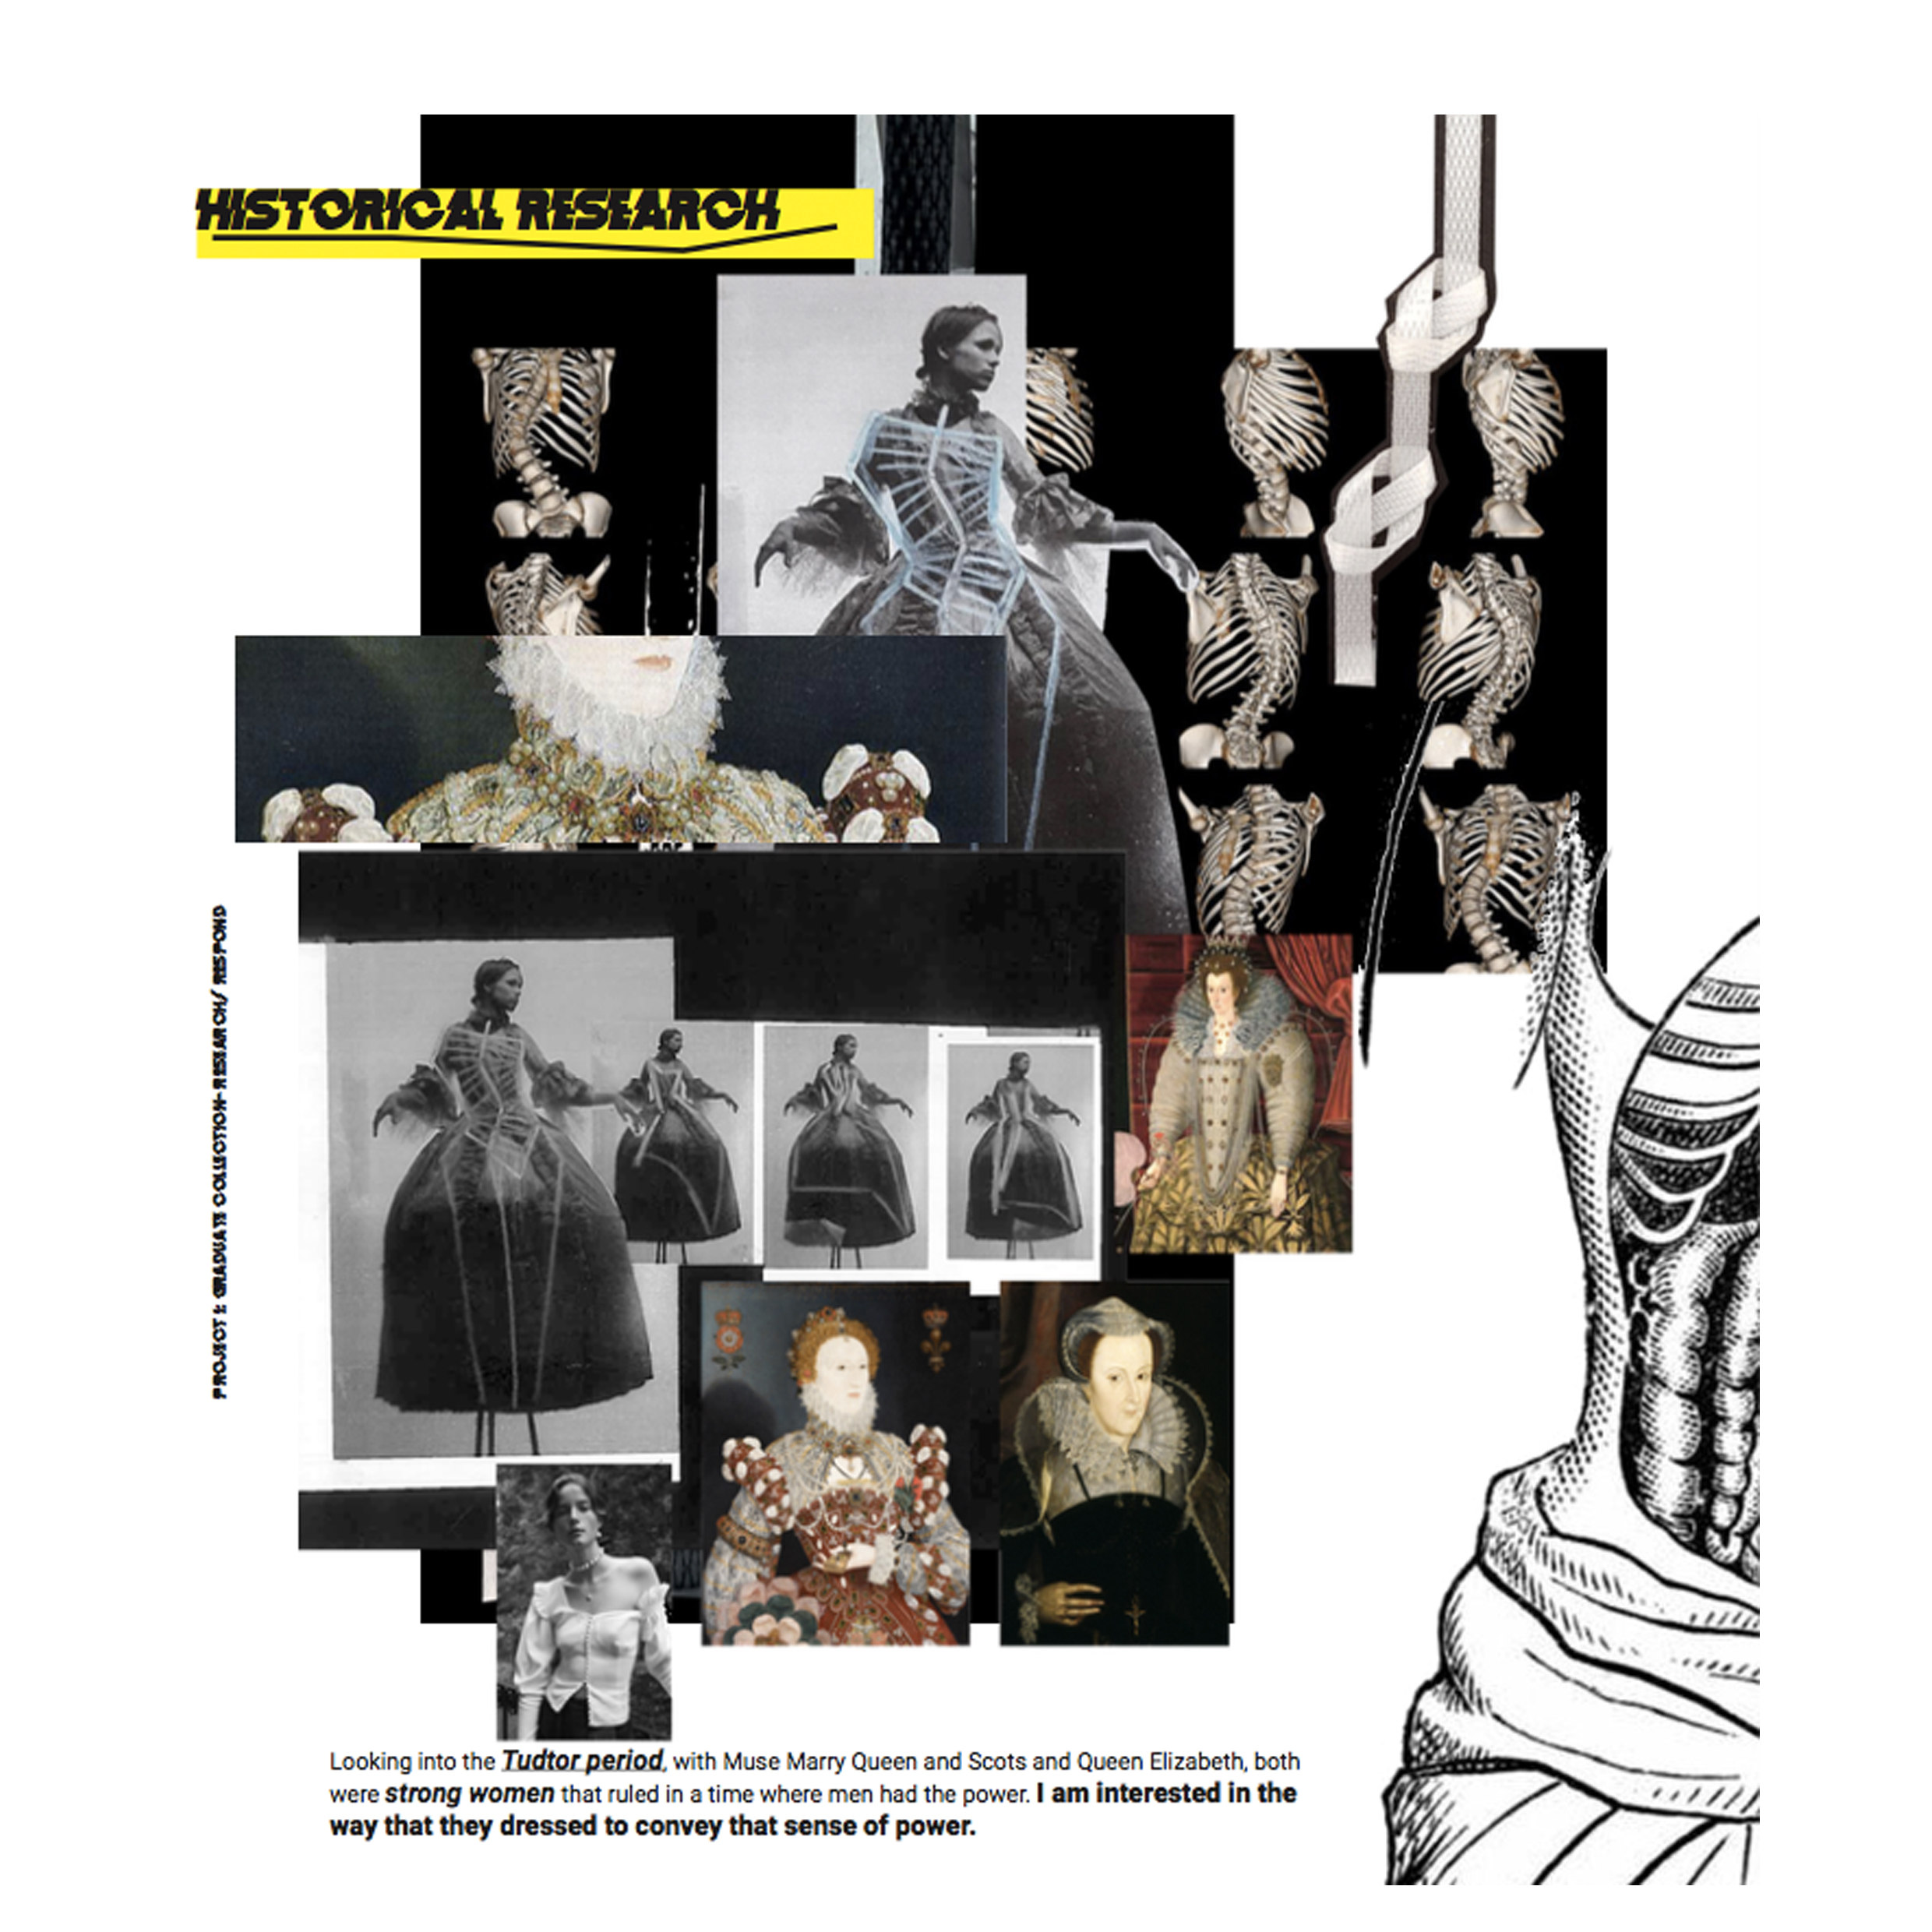 HISTORICAL RESEARCH
PROJECT 1: GRADUATE COLLECTION- RESEARCH/ RESPOND
Looking into the Tudtor period, with Muse Marry Queen and Scots and Queen Elizabeth, both
were strong women that ruled in a time where men had the power. I am interested in the
way that they dressed to convey that sense of power.